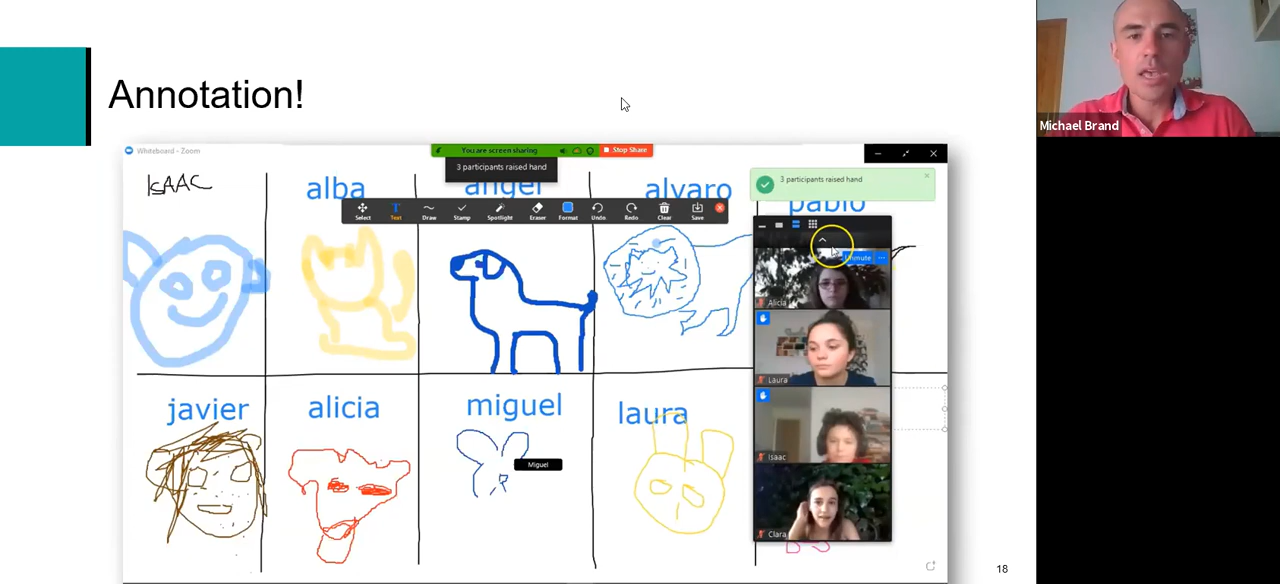 Annotation!
Michael Brand
Whiteboard - Zoom
You are screen sharing
Stop Share
3 participants raised hand
3 participants raised hand
ISAAC
alba
angel
alvaro
pablo
Select
Text
Draw
Stamp
Spotlight
Eraser
Format
Undo
Redo
Clear
Save
Alicia
Laura
Isaac
Clara
javier
alicia
miguel
laura
Miguel
18